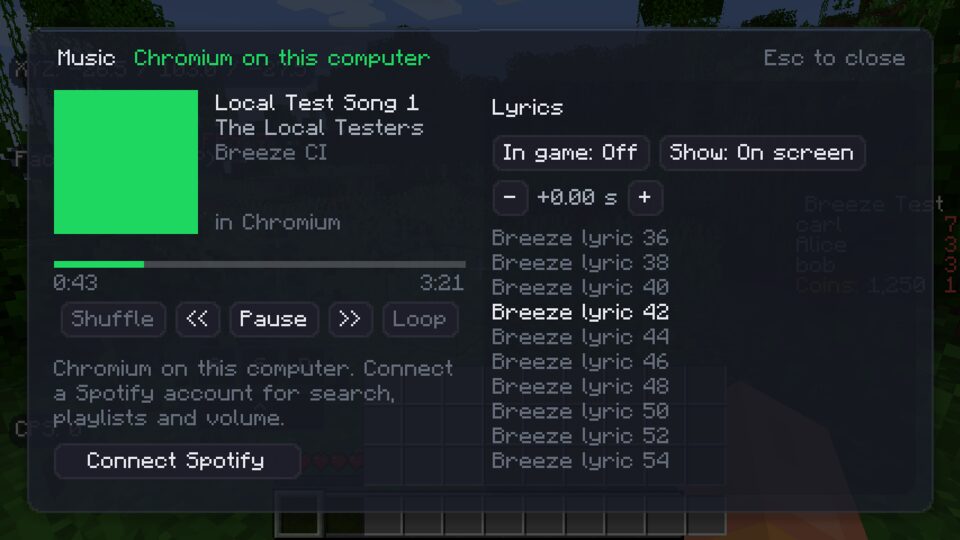 Music Chromium on this computer
Esc to close
Local Test Song 1
The Local Testers
Breeze CI
in Chromium
0:43
3:21
Shuffle << Pause >> Loop
Chromium on this computer. Connect
a Spotify account for search,
playlists and volume.
Connect Spotify
Lyrics
In game: Off
Show: On screen
- +0.00 s +
Breeze lyric 36
Breeze lyric 38
Breeze lyric 40
Breeze lyric 42
Breeze lyric 44
Breeze lyric 46
Breeze lyric 48
Breeze lyric 50
Breeze lyric 52
Breeze lyric 54
Breeze Test
carl 7
Alice 3
bob 3
Coins: 1,250 1